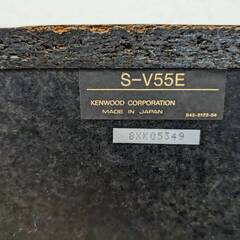 S-V55E
KENWOOD CORPORATION
MADE IN JAPAN
B42-3172-04
8XK05349